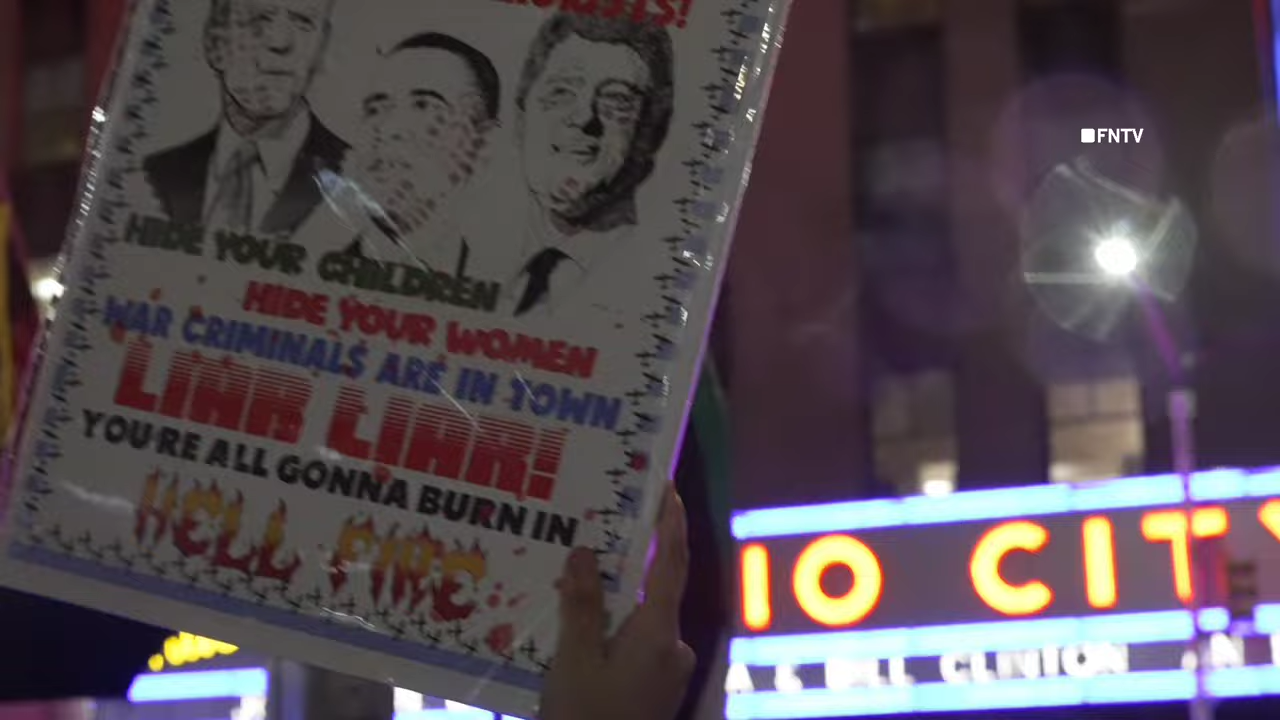 HIDE YOUR CHILDREN
HIDE YOUR WOMEN
WAR CRIMINALS ARE IN TOWN
LIAR LIAR!
YOU'RE ALL GONNA BURN IN
HELL FIRE
FNTV
IO CITY
A & BILL CLINTON